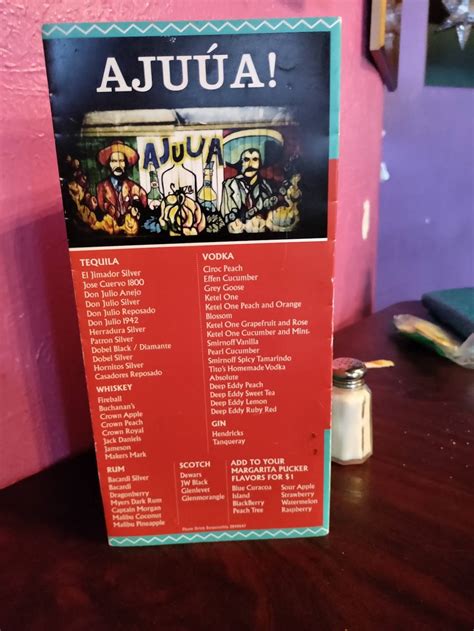 AJUÚA!
AJUUA
TEQUILA
El Jimador Silver
Jose Cuervo 1800
Don Julio Anejo
Don Julio Silver
Don Julio Reposado
Don Julio 1942
Herradura Silver
Patron Silver
Dobel Black / Diamante
Dobel Silver
Hornitos Silver
Casadores Reposado
WHISKEY
Fireball
Buchanan's
Crown Apple
Crown Peach
Crown Royal
Jack Daniels
Jameson
Makers Mark
RUM
Bacardi Silver
Bacardi
Dragonberry
Myers Dark Rum
Captain Morgan
Malibu Coconut
Malibu Pineapple
VODKA
Ciroc Peach
Effen Cucumber
Grey Goose
Ketel One
Ketel One Peach and Orange
Blossom
Ketel One Grapefruit and Rose
Ketel One Cucumber and Mint
Smirnoff Vanilla
Pearl Cucumber
Smirnoff Spicy Tamarindo
Tito's Homemade Vodka
Absolute
Deep Eddy Peach
Deep Eddy Sweet Tea
Deep Eddy Lemon
Deep Eddy Ruby Red
GIN
Hendricks
Tanqueray
SCOTCH
Dewars
JW Black
Glenlevet
Glenmorangie
ADD TO YOUR
MARGARITA PUCKER
FLAVORS FOR $1
Blue Curacoa
Island
BlackBerry
Peach Tree
Sour Apple
Strawberry
Watermelon
Raspberry
Please Drink Responsibly